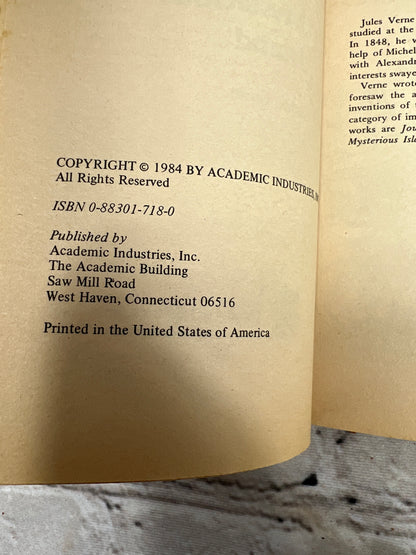 COPYRIGHT © 1984 BY ACADEMIC INDUSTRIES,
All Rights Reserved
ISBN 0-88301-718-0
Published by
Academic Industries, Inc.
The Academic Building
Saw Mill Road
West Haven, Connecticut 06516
Printed in the United States of America
Jules Verne
studied at the
In 1848, he w
help of Michel
with Alexandr
interests swaye
Verne wrote
foresaw the a
inventions of
category of im
works are Jou
Mysterious Isla